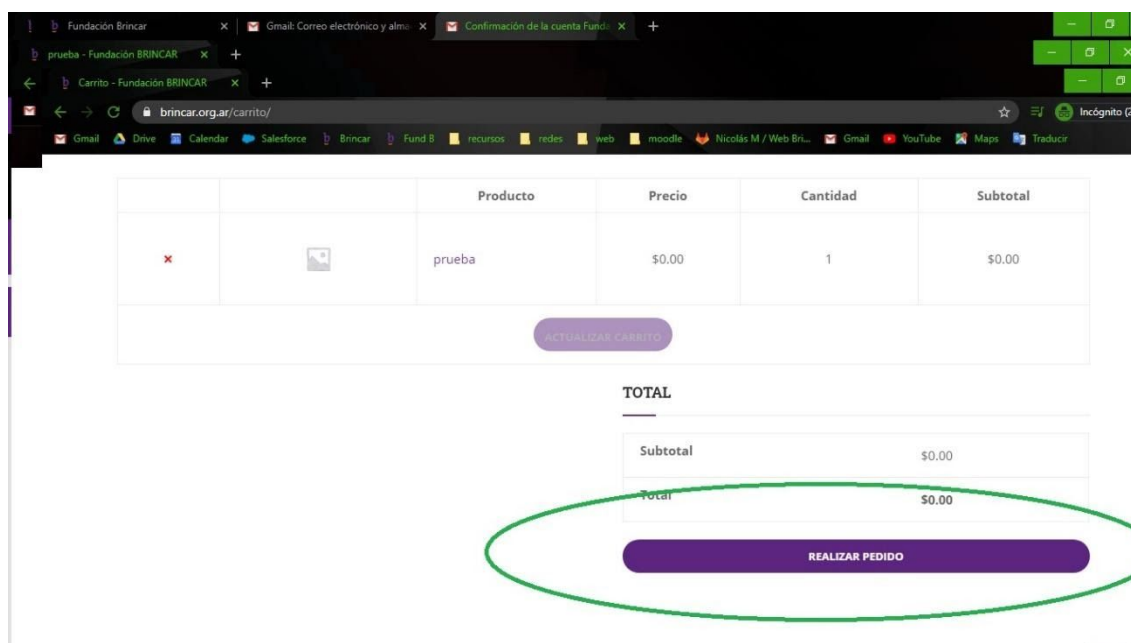 Fundación Brincar
Gmail: Correo electrónico y alma
Confirmación de la cuenta Funda
prueba - Fundación BRINCAR
Carrito - Fundación BRINCAR
brincar.org.ar/carrito/
Incógnito (2
Gmail Drive Calendar Salesforce Brincar Fund B recursos redes web moodle Nicolás M / Web Bri... Gmail YouTube Maps Traducir
Producto Precio Cantidad Subtotal
prueba $0.00 1 $0.00
ACTUALIZAR CARRITO
TOTAL
Subtotal $0.00
Total $0.00
REALIZAR PEDIDO